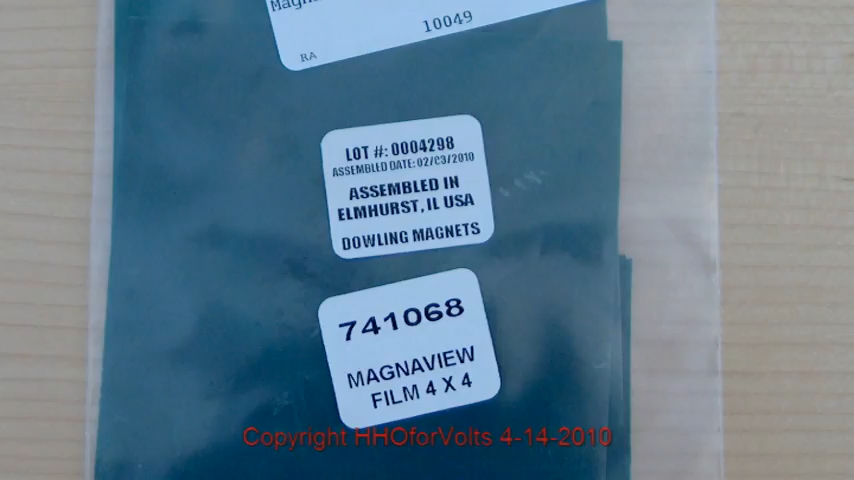 10049
RA
LOT #: 0004298
ASSEMBLED DATE: 02/03/2010
ASSEMBLED IN
ELMHURST, IL USA
DOWLING MAGNETS
741068
MAGNAVIEW
FILM 4 X 4
Copyright HHOforVolts 4-14-2010